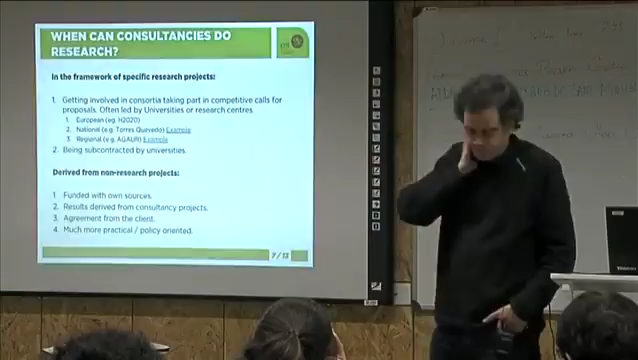 WHEN CAN CONSULTANCIES DO
RESEARCH?
In the framework of specific research projects:
1. Getting involved in consortia taking part in competitive calls for
proposals. Often led by Universities or research centres.
1. European (eg. H2020)
2. National (e.g. Torres Quevedo) Example
3. Regional (e.g. AGAUR) Example
2. Being subcontracted by universities.
Derived from non-research projects:
1 Funded with own sources.
2. Results derived from consultancy projects.
3. Agreement from the client.
4. Much more practical / policy oriented.
7 / 13